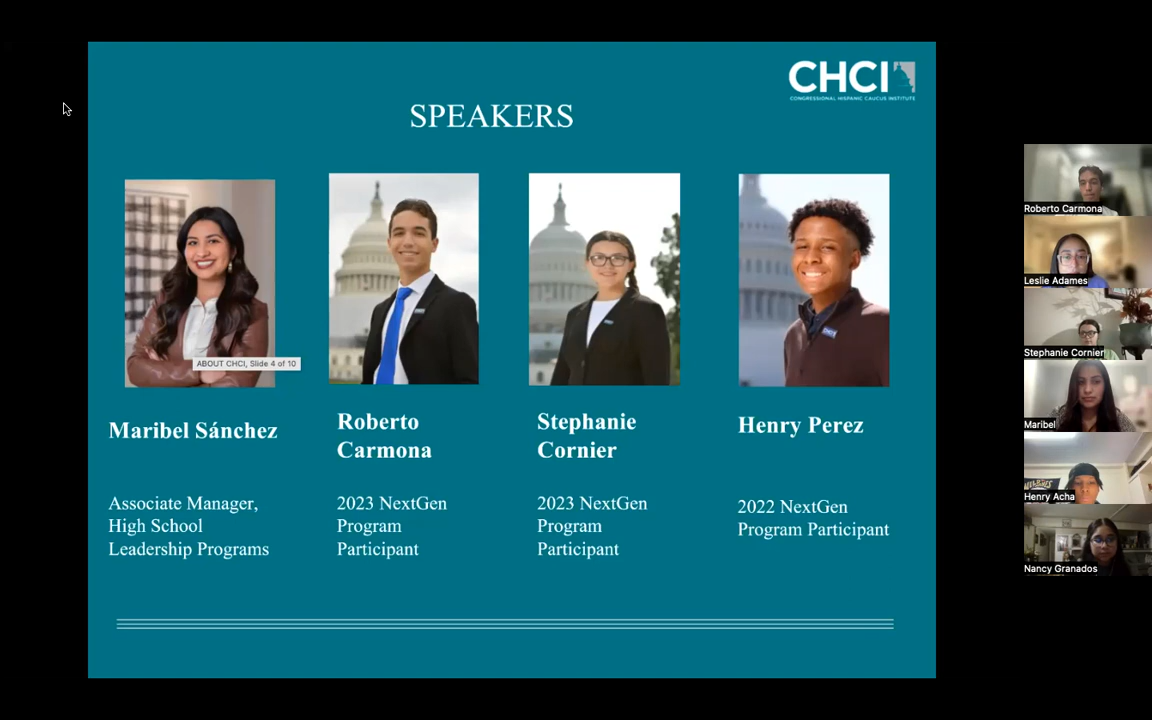 CHCI
CONGRESSIONAL HISPANIC CAUCUS INSTITUTE
SPEAKERS
ABOUT CHCI, Slide 4 of 10
Maribel Sánchez
Associate Manager,
High School
Leadership Programs
Roberto
Carmona
2023 NextGen
Program
Participant
Stephanie
Cornier
2023 NextGen
Program
Participant
Henry Perez
2022 NextGen
Program Participant
CHCI
Roberto Carmona
Leslie Adames
Stephanie Cornier
Maribel
Henry Acha
Nancy Granados